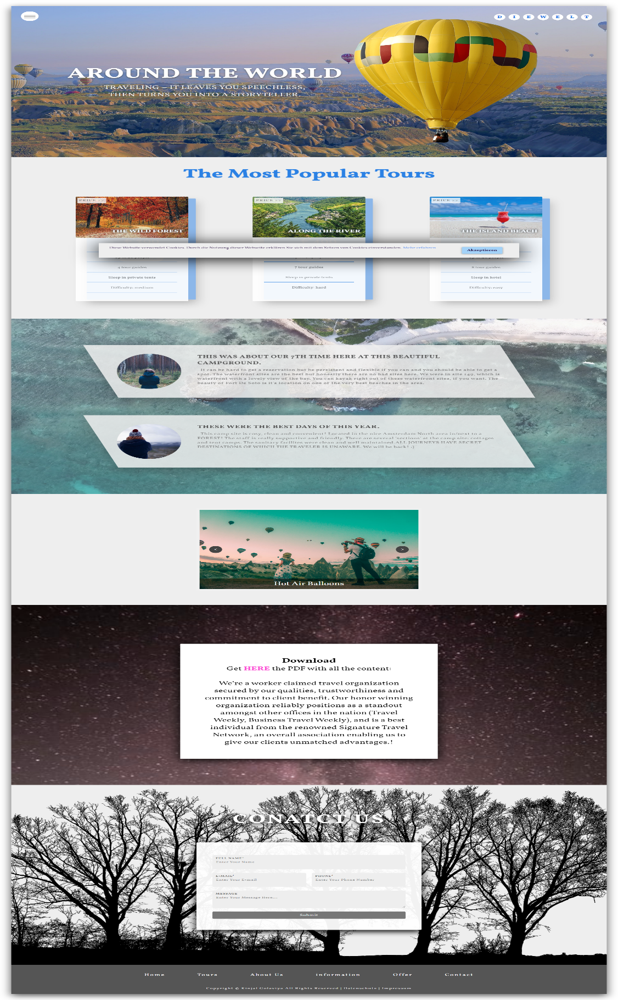 D I E W E L T
AROUND THE WORLD
TRAVELING – IT LEAVES YOU SPEECHLESS,
THEN TURNS YOU INTO A STORYTELLER.
The Most Popular Tours
PRICE >>
THE WILD FOREST
PRICE >>
ALONG THE RIVER
PRICE >>
THE ISLAND BEACH
Diese Website verwendet Cookies. Durch die Nutzung dieser Webseite erklären Sie sich mit dem Setzen von Cookies einverstanden. Mehr erfahren
Akzeptieren
4 tour guides
Sleep in private tents
Difficulty: medium
7 tour guides
Sleep in private tents
Difficulty: hard
8 tour guides
Sleep in hotel
Difficulty: easy
THIS WAS ABOUT OUR 7TH TIME HERE AT THIS BEAUTIFUL
CAMPGROUND.
It can be hard to get a reservation but be persistent and flexible if you can and you should be able to get a
spot. The waterfront sites are the best but honestly there are no bad sites here. We were in site 149, which is
waterfront with a lovely view of the bay. You can kayak right out of these waterfront sites, if you want. The
beauty of Fort De Soto is it's location on one of the very best beaches in the area.
THESE WERE THE BEST DAYS OF THIS YEAR.
This camp site is cosy, clean and convenient! Located in the nice Amsterdam North area in/next to a
FOREST! The staff is really supportive and friendly. There are several 'sections' at the camp site: cottages
and tent camps. The sanitary facilites were clean and well maintained.ALL JOURNEYS HAVE SECRET
DESTINATIONS OF WHICH THE TRAVELER IS UNAWARE. We will be back! :)
<
>
Hot Air Balloons
Download
Get HERE the PDF with all the content:
We're a worker claimed travel organization
secured by our qualities, trustworthiness and
commitment to client benefit. Our honor winning
organization reliably positions as a standout
amongst other offices in the nation (Travel
Weekly, Business Travel Weekly), and is a best
individual from the renowned Signature Travel
Network, an overall association enabling us to
give our clients unmatched advantages.!
CONATCT US
FULL NAME*
Enter Your Name
E-MAIL*
Enter Your E-mail
PHONE*
Enter Your Phone Number
MESSAGE
Enter Your Message Here...
Submit
Home Tours About Us information Offer Contact
Copyright © Kinjal Golaviya All Rights Reserved | Datenschutz | Impressum